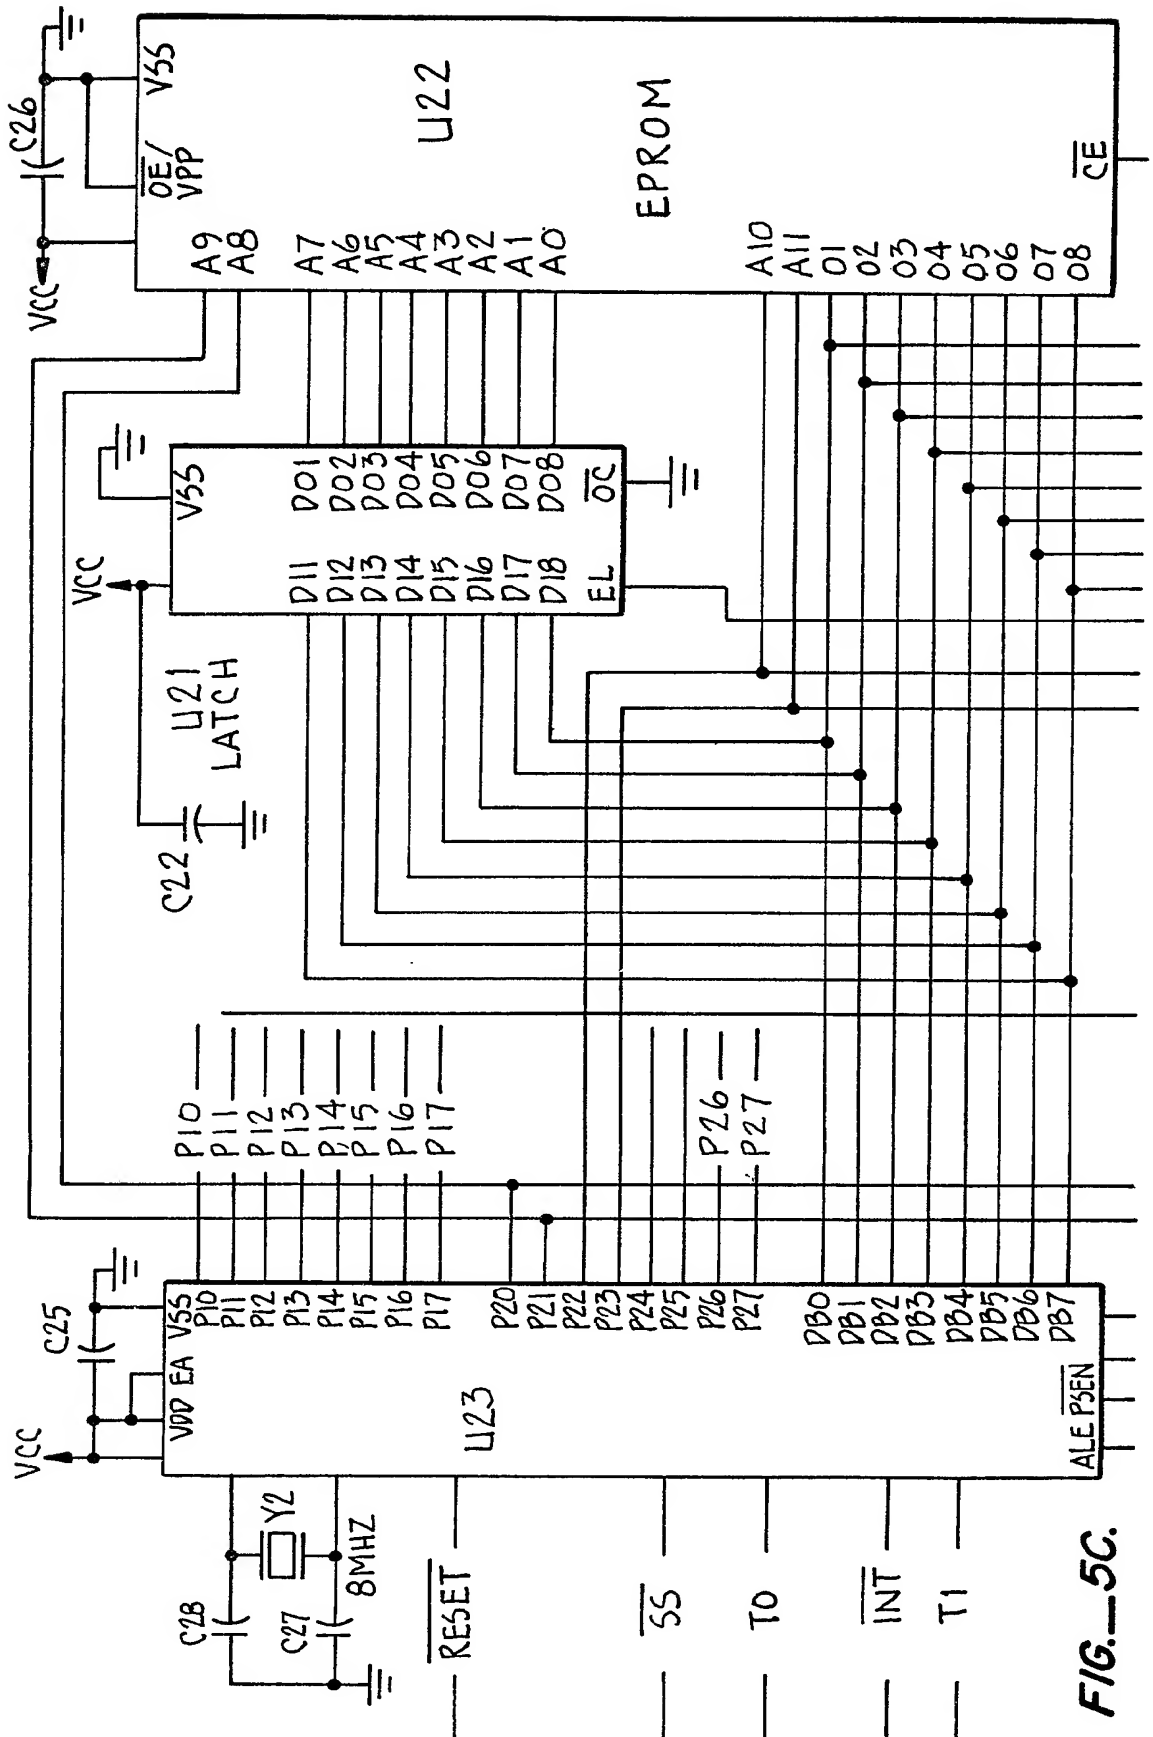 VCC
C26
VSS
OE/
VPP
U22
EPROM
CE
A9
A8
A7
A6
A5
A4
A3
A2
A1
A0
A10
A11
O1
O2
O3
O4
O5
O6
O7
O8
VCC
VSS
DO1
DO2
DO3
DO4
DO5
DO6
DO7
DO8
OC
DI1
DI2
DI3
DI4
DI5
DI6
DI7
DI8
EL
U21
LATCH
C22
P10
P11
P12
P13
P14
P15
P16
P17
P26
P27
VCC
C25
VDD EA VSS
P10
P11
P12
P13
P14
P15
P16
P17
P20
P21
P22
P23
P24
P25
P26
P27
DB0
DB1
DB2
DB3
DB4
DB5
DB6
DB7
U23
ALE PSEN
C28
C27
Y2
8MHZ
RESET
SS
T0
INT
T1
FIG.__5C.